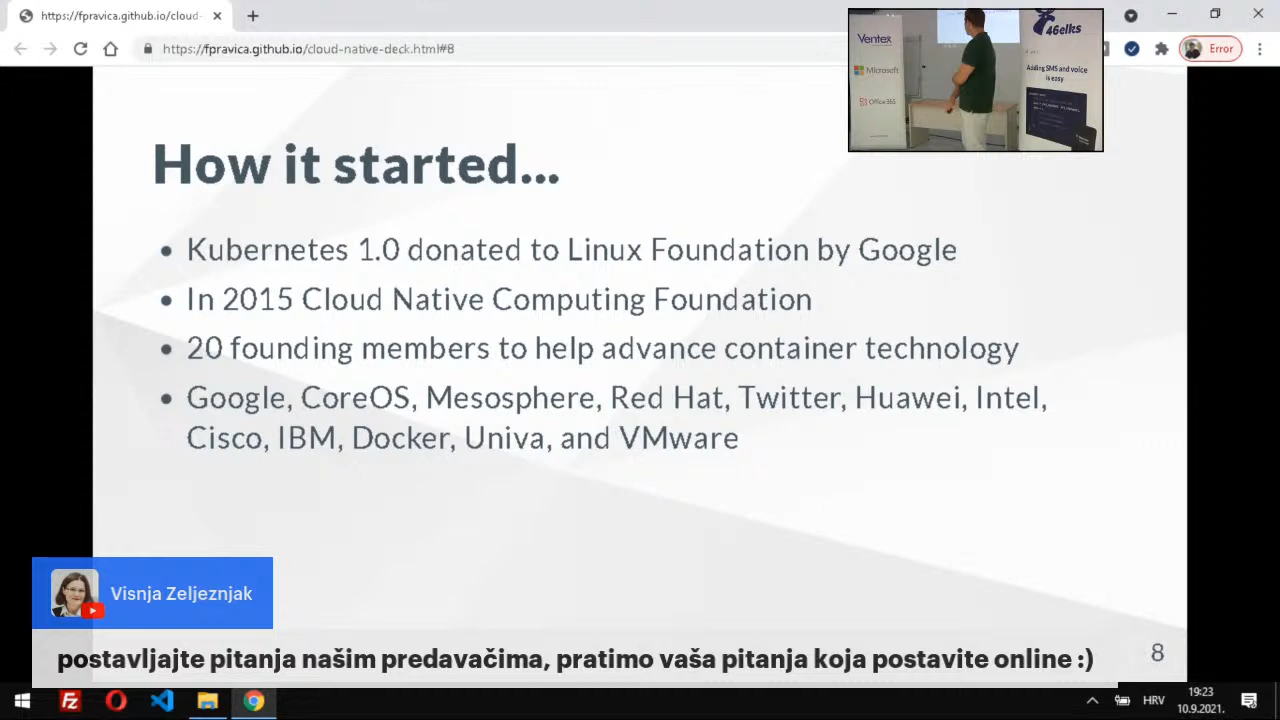 https://fpravica.github.io/cloud-
https://fpravica.github.io/cloud-native-deck.html#8
Error
Ventex
Microsoft
Office 365
46elks
Adding SMS and voice
is easy
How it started...
Kubernetes 1.0 donated to Linux Foundation by Google
In 2015 Cloud Native Computing Foundation
20 founding members to help advance container technology
Google, CoreOS, Mesosphere, Red Hat, Twitter, Huawei, Intel,
Cisco, IBM, Docker, Univa, and VMware
Visnja Zeljeznjak
postavljajte pitanja našim predavačima, pratimo vaša pitanja koja postavite online :)
8
HRV
19:23
10.9.2021.